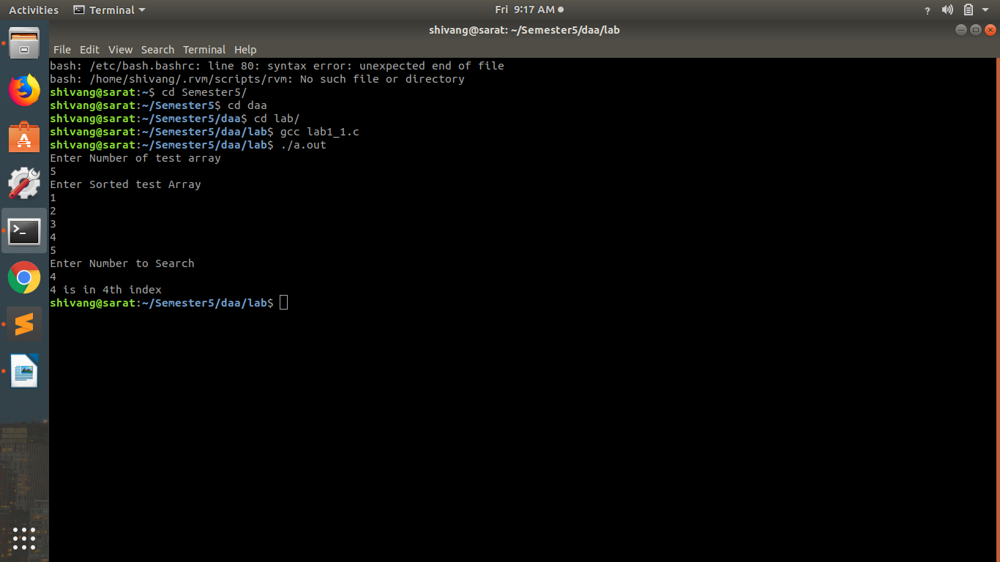 Activities Terminal Fri 9:17 AM ?
shivang@sarat: ~/Semester5/daa/lab
File Edit View Search Terminal Help
bash: /etc/bash.bashrc: line 80: syntax error: unexpected end of file
bash: /home/shivang/.rvm/scripts/rvm: No such file or directory
shivang@sarat:~$ cd Semester5/
shivang@sarat:~/Semester5$ cd daa
shivang@sarat:~/Semester5/daa$ cd lab/
shivang@sarat:~/Semester5/daa/lab$ gcc lab1_1.c
shivang@sarat:~/Semester5/daa/lab$ ./a.out
Enter Number of test array
5
Enter Sorted test Array
1
2
3
4
5
Enter Number to Search
4
4 is in 4th index
shivang@sarat:~/Semester5/daa/lab$